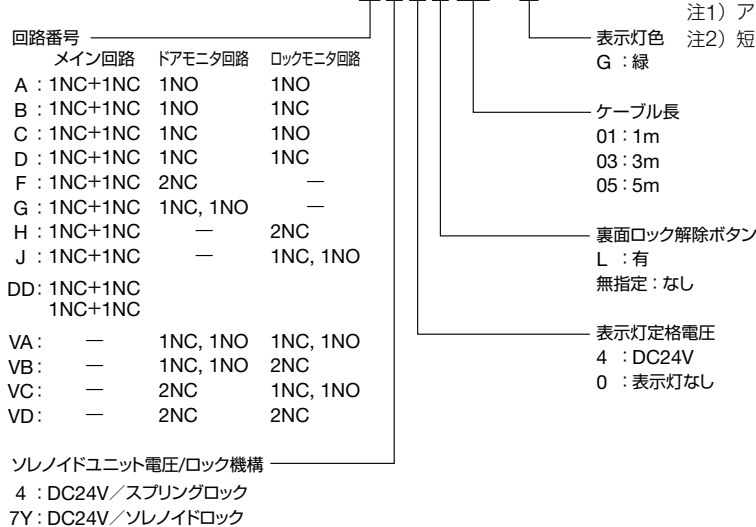 注1）ア
注2）短
回路番号
メイン回路 ドアモニタ回路 ロックモニタ回路
A：1NC+1NC 1NO 1NO
B：1NC+1NC 1NO 1NC
C：1NC+1NC 1NC 1NO
D：1NC+1NC 1NC 1NC
F：1NC+1NC 2NC —
G：1NC+1NC 1NC, 1NO —
H：1NC+1NC — 2NC
J：1NC+1NC — 1NC, 1NO
DD：1NC+1NC
1NC+1NC
VA： — 1NC, 1NO 1NC, 1NO
VB： — 1NC, 1NO 2NC
VC： — 2NC 1NC, 1NO
VD： — 2NC 2NC
ソレノイドユニット電圧/ロック機構
4：DC24V／スプリングロック
7Y：DC24V／ソレノイドロック
表示灯色
G：緑
ケーブル長
01：1m
03：3m
05：5m
裏面ロック解除ボタン
L：有
無指定：なし
表示灯定格電圧
4：DC24V
0：表示灯なし